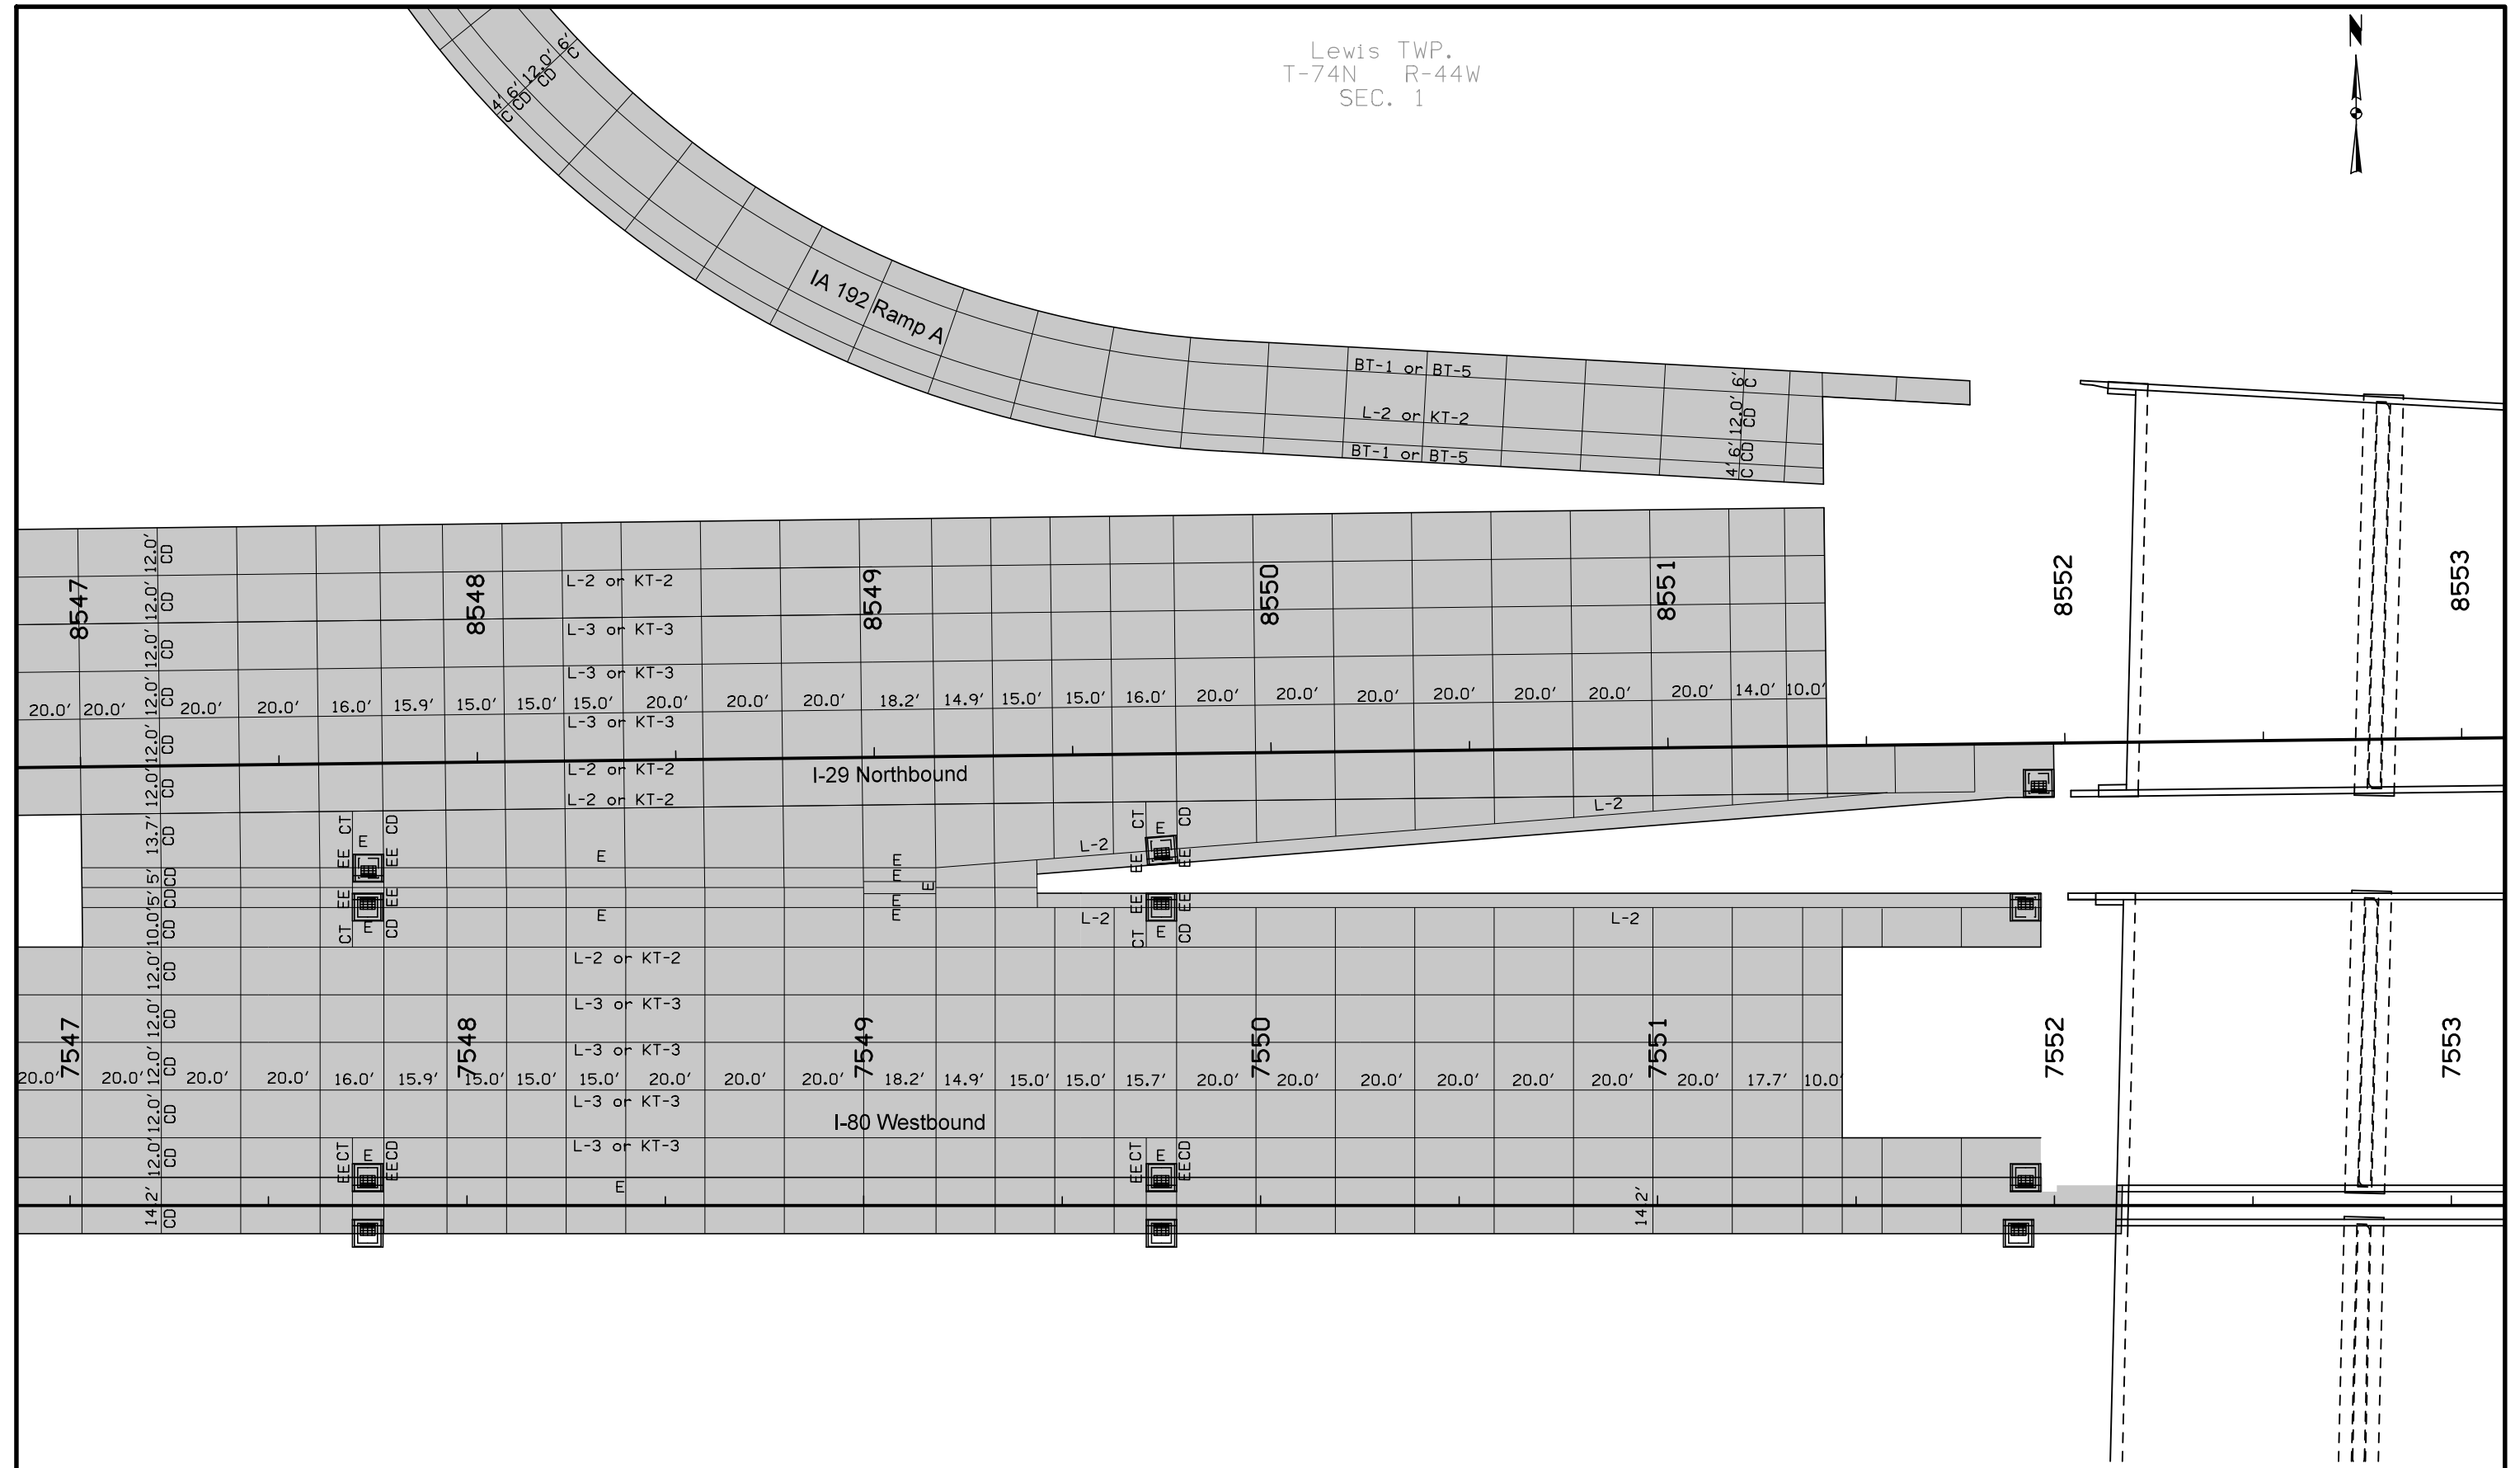 Lewis TWP.
T-74N R-44W
SEC. 1
N
4' 6' 12.0' 6'
C CD CD C
IA 192 Ramp A
BT-1 or BT-5
L-2 or KT-2
BT-1 or BT-5
6'
C
12.0'
CD
6'
CD
4'
C
12.0'
CD
12.0'
CD
12.0'
CD
12.0'
CD
12.0'
CD
12.0'
CD
13.7'
CD
5'
CD
5'
CD
10.0'
CD
12.0'
CD
12.0'
CD
12.0'
CD
12.0'
CD
12.0'
CD
14.2'
CD
8547 8548 8549 8550 8551 8552 8553
L-2 or KT-2
L-3 or KT-3
L-3 or KT-3
20.0' 20.0' 20.0' 20.0' 16.0' 15.9' 15.0' 15.0' 15.0' 20.0' 20.0' 20.0' 18.2' 14.9' 15.0' 15.0' 16.0' 20.0' 20.0' 20.0' 20.0' 20.0' 20.0' 20.0' 14.0' 10.0'
L-3 or KT-3
L-2 or KT-2
I-29 Northbound
L-2 or KT-2
L-2
CT E CD CT E CD
L-2
EE EE E E EE EE
E
E
EE EE E EE EE
E E L-2 L-2
CT E CD CT E CD
L-2 or KT-2
L-3 or KT-3
7547 7548 7549 7550 7551 7552 7553
L-3 or KT-3
20.0' 20.0' 20.0' 20.0' 16.0' 15.9' 15.0' 15.0' 15.0' 20.0' 20.0' 20.0' 18.2' 14.9' 15.0' 15.0' 15.7' 20.0' 20.0' 20.0' 20.0' 20.0' 20.0' 20.0' 17.7' 10.0'
L-3 or KT-3
I-80 Westbound
L-3 or KT-3
EECT E EECD EECT E EECD
E
14.2'